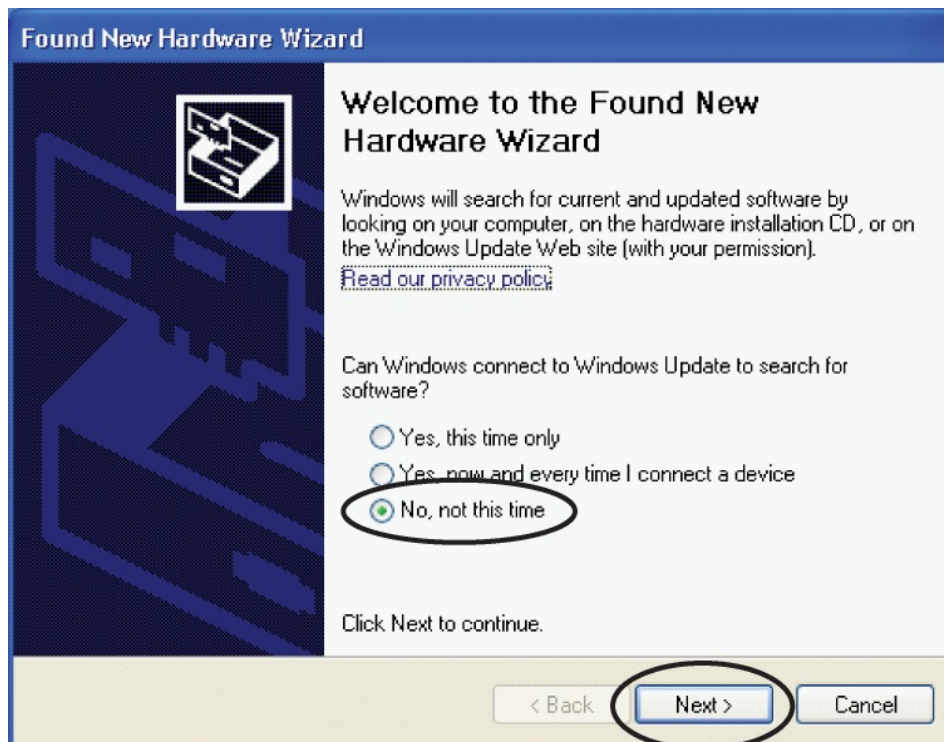 Found New Hardware Wizard
Welcome to the Found New
Hardware Wizard
Windows will search for current and updated software by
looking on your computer, on the hardware installation CD, or on
the Windows Update Web site (with your permission).
Read our privacy policy
Can Windows connect to Windows Update to search for
software?
Yes, this time only
Yes, now and every time I connect a device
No, not this time
Click Next to continue.
< Back
Next >
Cancel